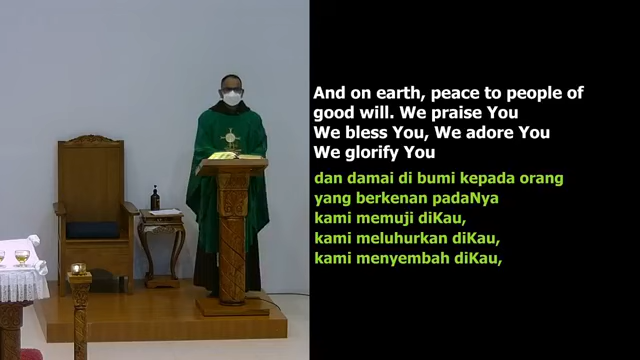 And on earth, peace to people of
good will. We praise You
We bless You, We adore You
We glorify You
dan damai di bumi kepada orang
yang berkenan padaNya
kami memuji diKau,
kami meluhurkan diKau,
kami menyembah diKau,